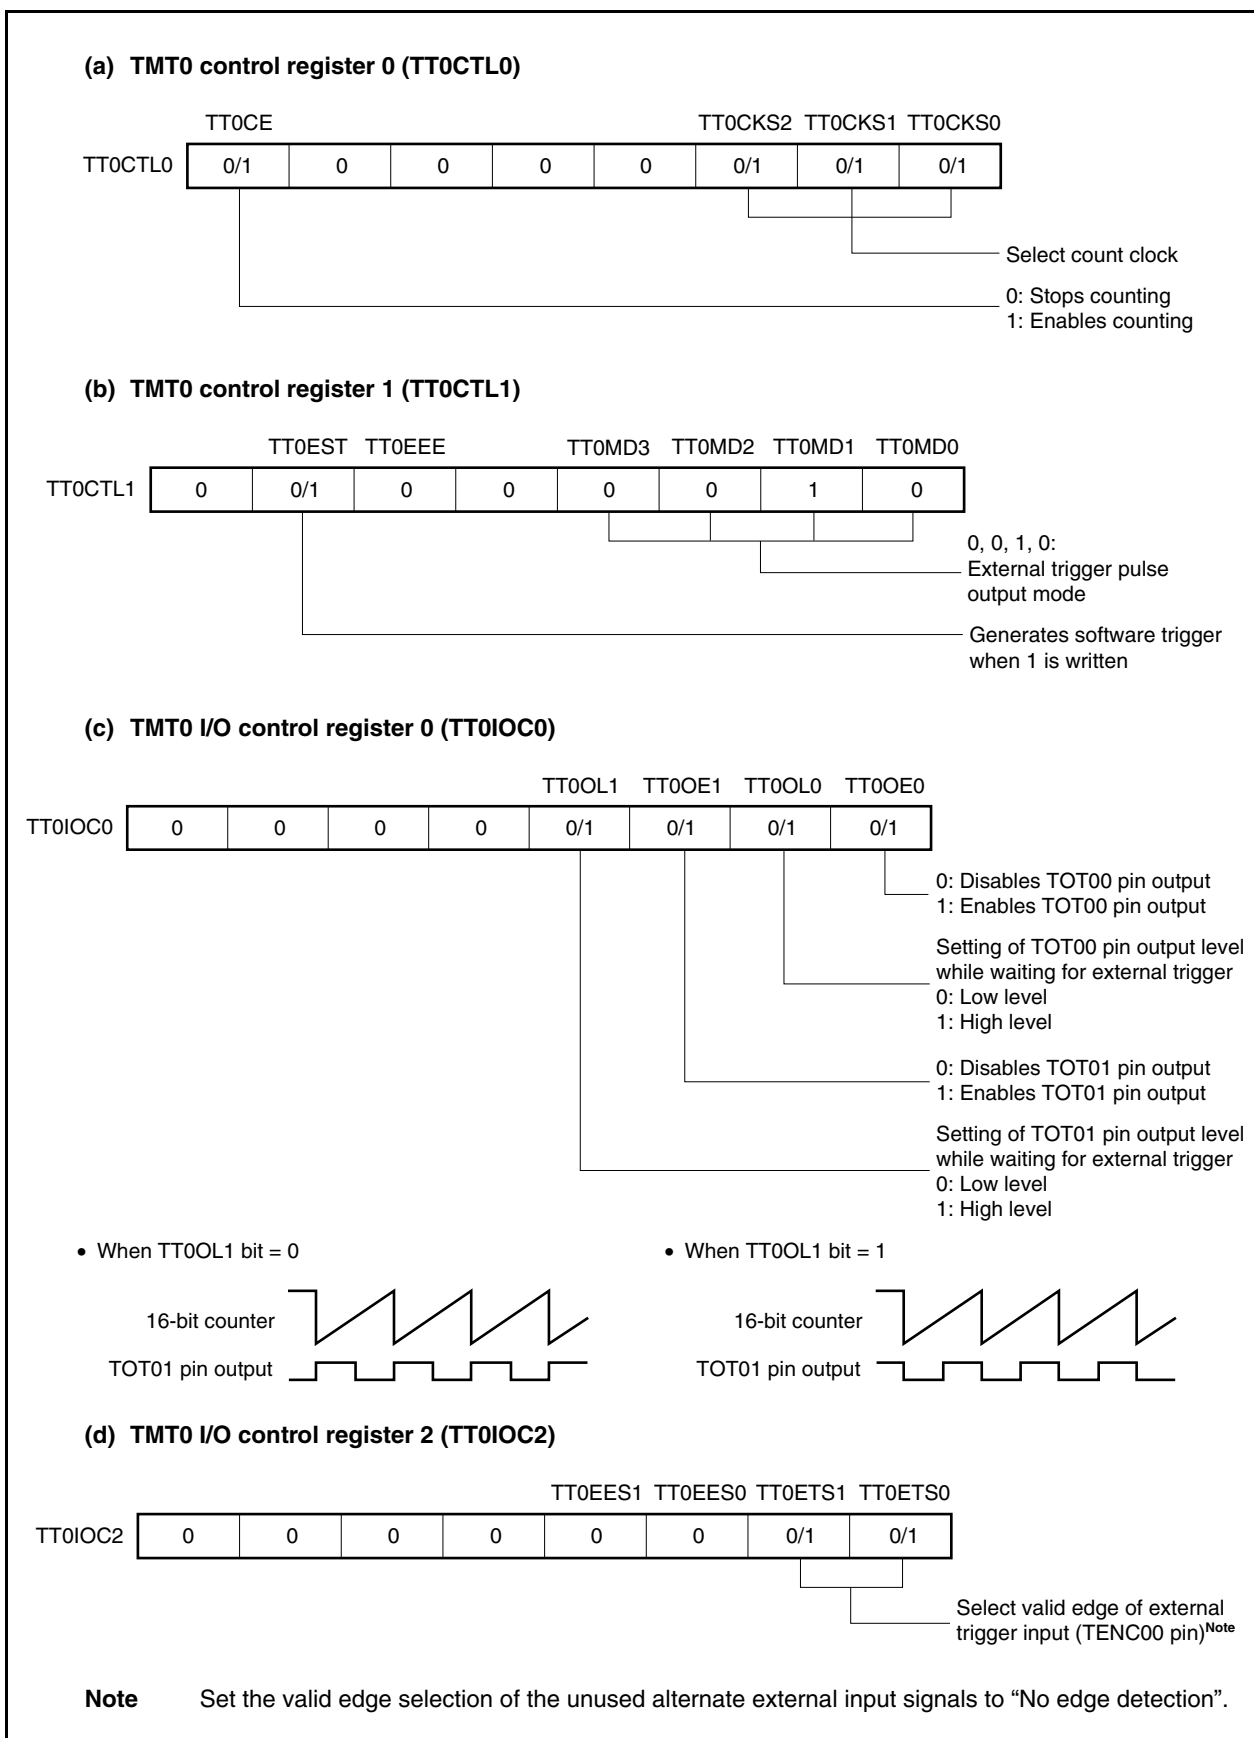 (a) TMT0 control register 0 (TT0CTL0)
TT0CE TT0CKS2 TT0CKS1 TT0CKS0
TT0CTL0 0/1 0 0 0 0 0/1 0/1 0/1
Select count clock
0: Stops counting
1: Enables counting
(b) TMT0 control register 1 (TT0CTL1)
TT0EST TT0EEE TT0MD3 TT0MD2 TT0MD1 TT0MD0
TT0CTL1 0 0/1 0 0 0 0 1 0
0, 0, 1, 0:
External trigger pulse
output mode
Generates software trigger
when 1 is written
(c) TMT0 I/O control register 0 (TT0IOC0)
TT0OL1 TT0OE1 TT0OL0 TT0OE0
TT0IOC0 0 0 0 0 0/1 0/1 0/1 0/1
0: Disables TOT00 pin output
1: Enables TOT00 pin output
Setting of TOT00 pin output level
while waiting for external trigger
0: Low level
1: High level
0: Disables TOT01 pin output
1: Enables TOT01 pin output
Setting of TOT01 pin output level
while waiting for external trigger
0: Low level
1: High level
• When TT0OL1 bit = 0
16-bit counter
TOT01 pin output
• When TT0OL1 bit = 1
16-bit counter
TOT01 pin output
(d) TMT0 I/O control register 2 (TT0IOC2)
TT0EES1 TT0EES0 TT0ETS1 TT0ETS0
TT0IOC2 0 0 0 0 0 0 0/1 0/1
Select valid edge of external
trigger input (TENC00 pin)Note
Note Set the valid edge selection of the unused alternate external input signals to “No edge detection”.